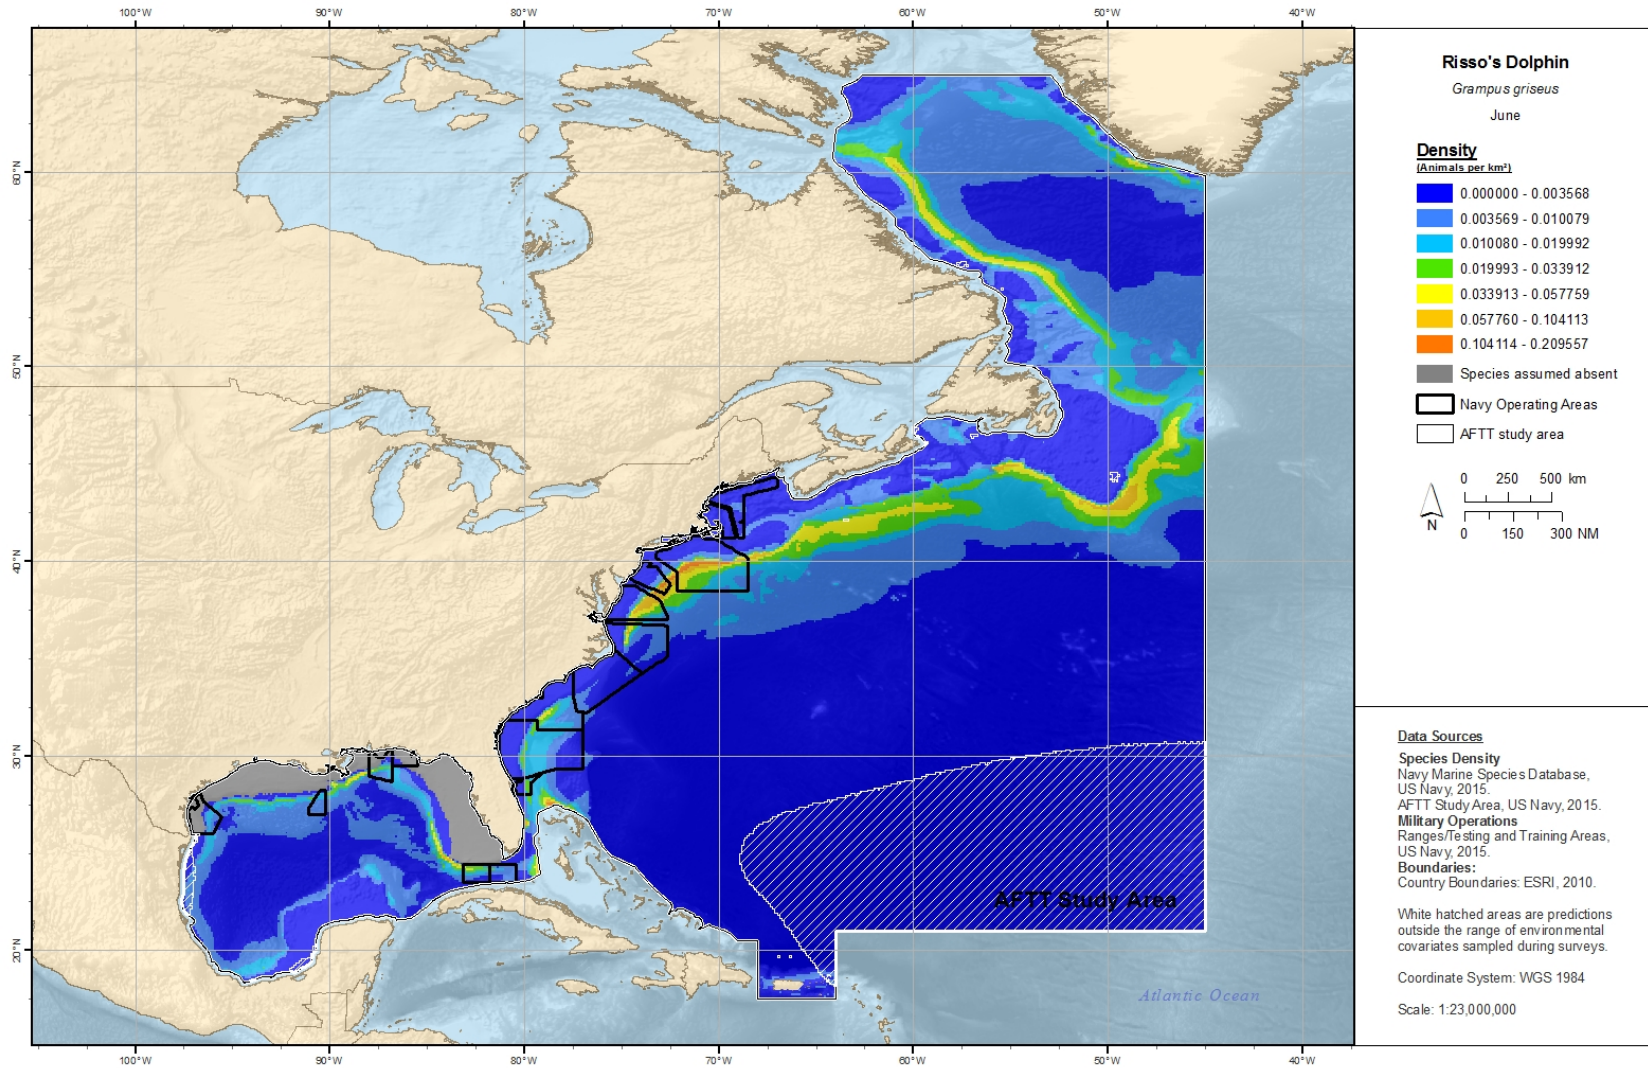 100°W 90°W 80°W 70°W 60°W 50°W 40°W
60°N
50°N
40°N
30°N
20°N
AFTT Study Area
Atlantic Ocean
100°W 90°W 80°W 70°W 60°W 50°W 40°W
Risso's Dolphin
Grampus griseus
June
Density
(Animals per km²)
0.000000 - 0.003568
0.003569 - 0.010079
0.010080 - 0.019992
0.019993 - 0.033912
0.033913 - 0.057759
0.057760 - 0.104113
0.104114 - 0.209557
Species assumed absent
Navy Operating Areas
AFTT study area
N
0 250 500 km
0 150 300 NM
Data Sources
Species Density
Navy Marine Species Database,
US Navy, 2015.
AFTT Study Area, US Navy, 2015.
Military Operations
Ranges/Testing and Training Areas,
US Navy, 2015.
Boundaries:
Country Boundaries: ESRI, 2010.
White hatched areas are predictions
outside the range of environmental
covariates sampled during surveys.
Coordinate System: WGS 1984
Scale: 1:23,000,000